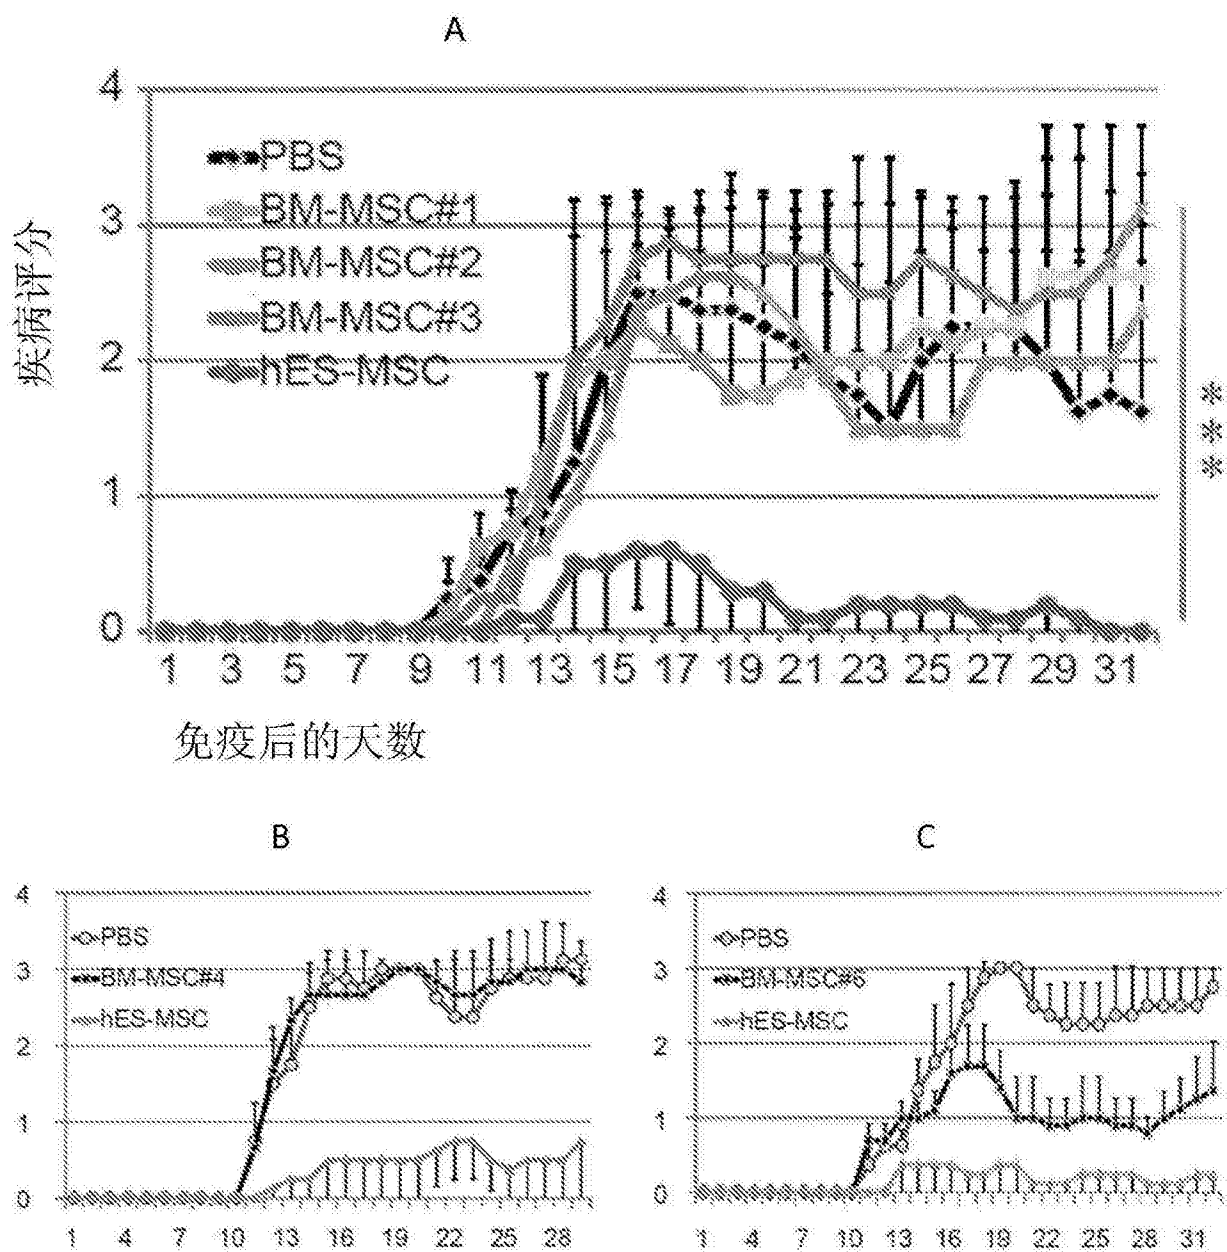 A
4
3
2
1
0
疾病评分
PBS
BM-MSC#1
BM-MSC#2
BM-MSC#3
hES-MSC
***
1 3 5 7 9 11 13 15 17 19 21 23 25 27 29 31
免疫后的天数
B
4
3
2
1
0
PBS
BM-MSC#4
hES-MSC
1 4 7 10 13 16 19 22 25 28
C
4
3
2
1
0
PBS
BM-MSC#6
hES-MSC
1 4 7 10 13 16 19 22 25 28 31